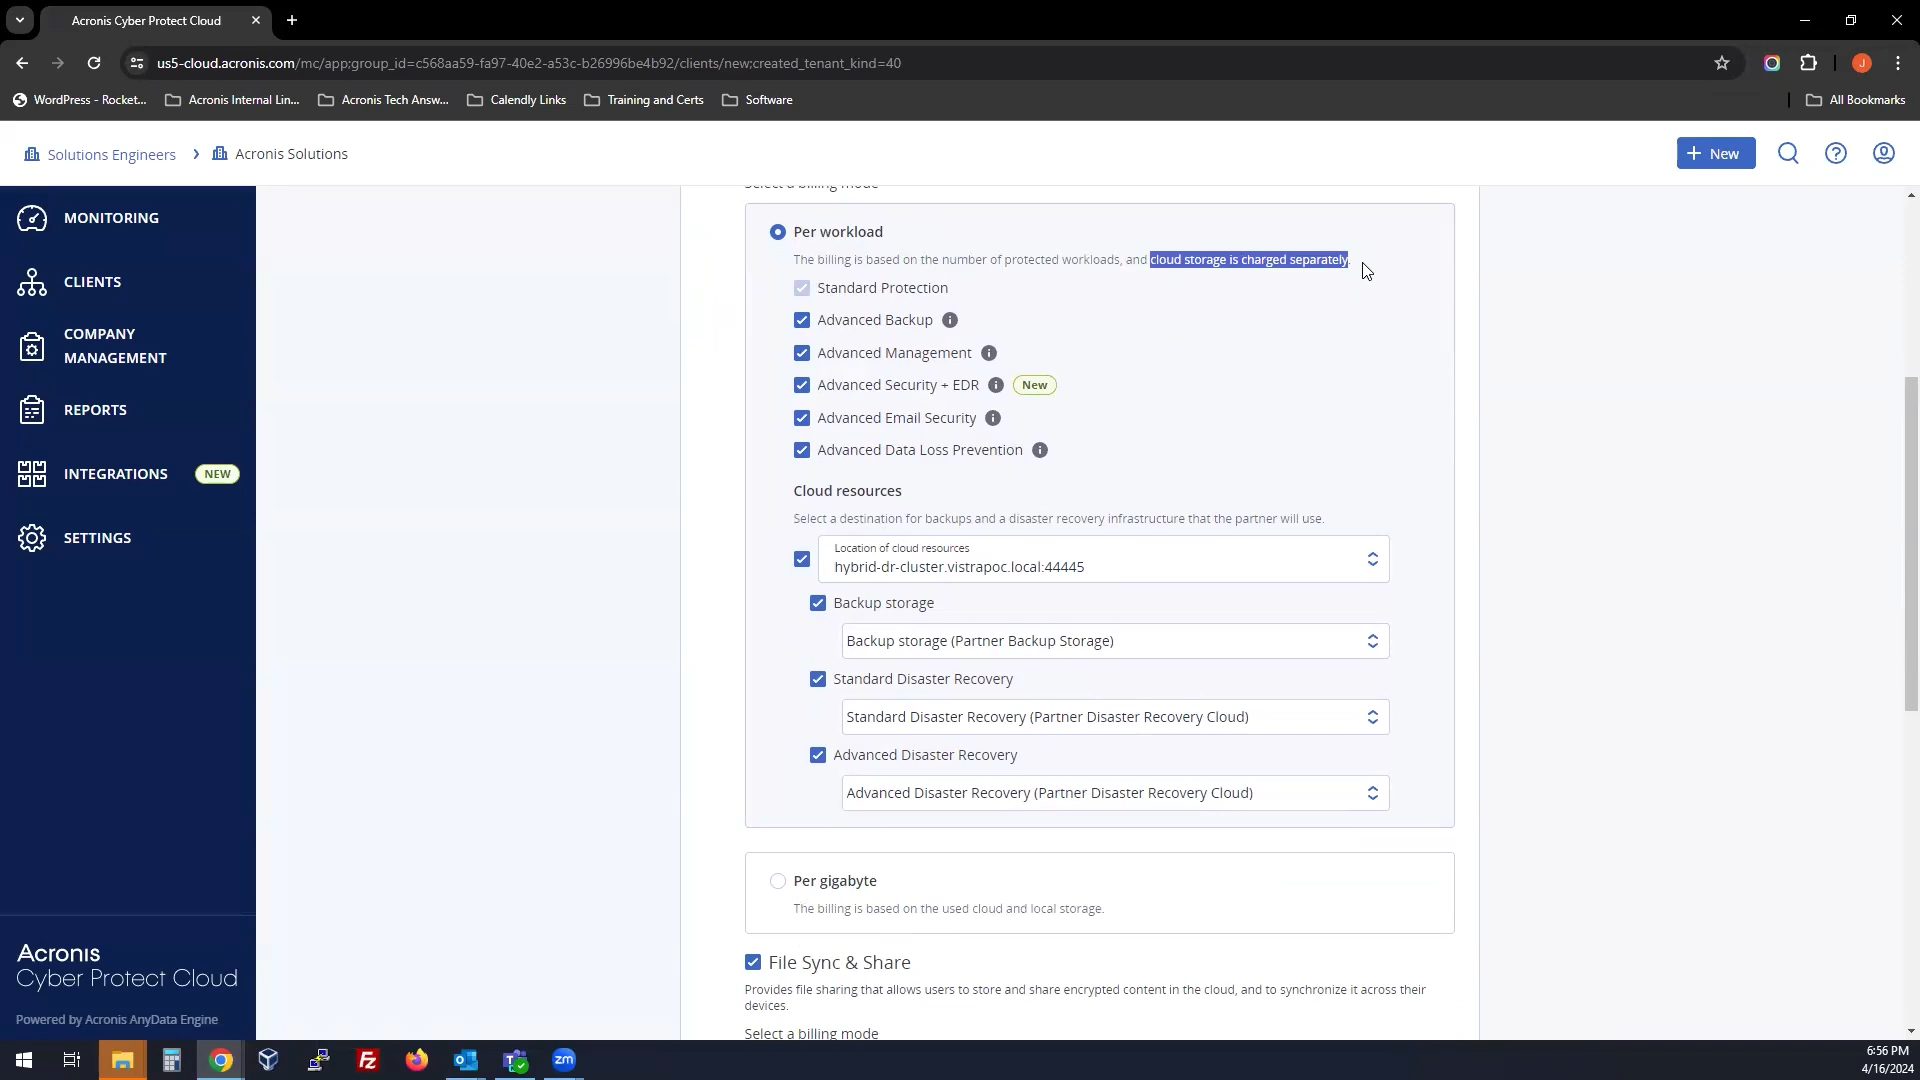 Acronis Cyber Protect Cloud
us5-cloud.acronis.com/mc/app;group_id=c568aa59-fa97-40e2-a53c-b26996be4b92/clients/new;created_tenant_kind=40
J
WordPress - Rocket...
Acronis Internal Lin...
Acronis Tech Answ...
Calendly Links
Training and Certs
Software
All Bookmarks
Solutions Engineers
Acronis Solutions
New
MONITORING
CLIENTS
COMPANY
MANAGEMENT
REPORTS
INTEGRATIONS NEW
SETTINGS
Acronis
Cyber Protect Cloud
Powered by Acronis AnyData Engine
Select a billing mode
Per workload
The billing is based on the number of protected workloads, and cloud storage is charged separately.
Standard Protection
Advanced Backup
Advanced Management
Advanced Security + EDR New
Advanced Email Security
Advanced Data Loss Prevention
Cloud resources
Select a destination for backups and a disaster recovery infrastructure that the partner will use.
Location of cloud resources
hybrid-dr-cluster.vistrapoc.local:44445
Backup storage
Backup storage (Partner Backup Storage)
Standard Disaster Recovery
Standard Disaster Recovery (Partner Disaster Recovery Cloud)
Advanced Disaster Recovery
Advanced Disaster Recovery (Partner Disaster Recovery Cloud)
Per gigabyte
The billing is based on the used cloud and local storage.
File Sync & Share
Provides file sharing that allows users to store and share encrypted content in the cloud, and to synchronize it across their
devices.
Select a billing mode
zm
6:56 PM
4/16/2024